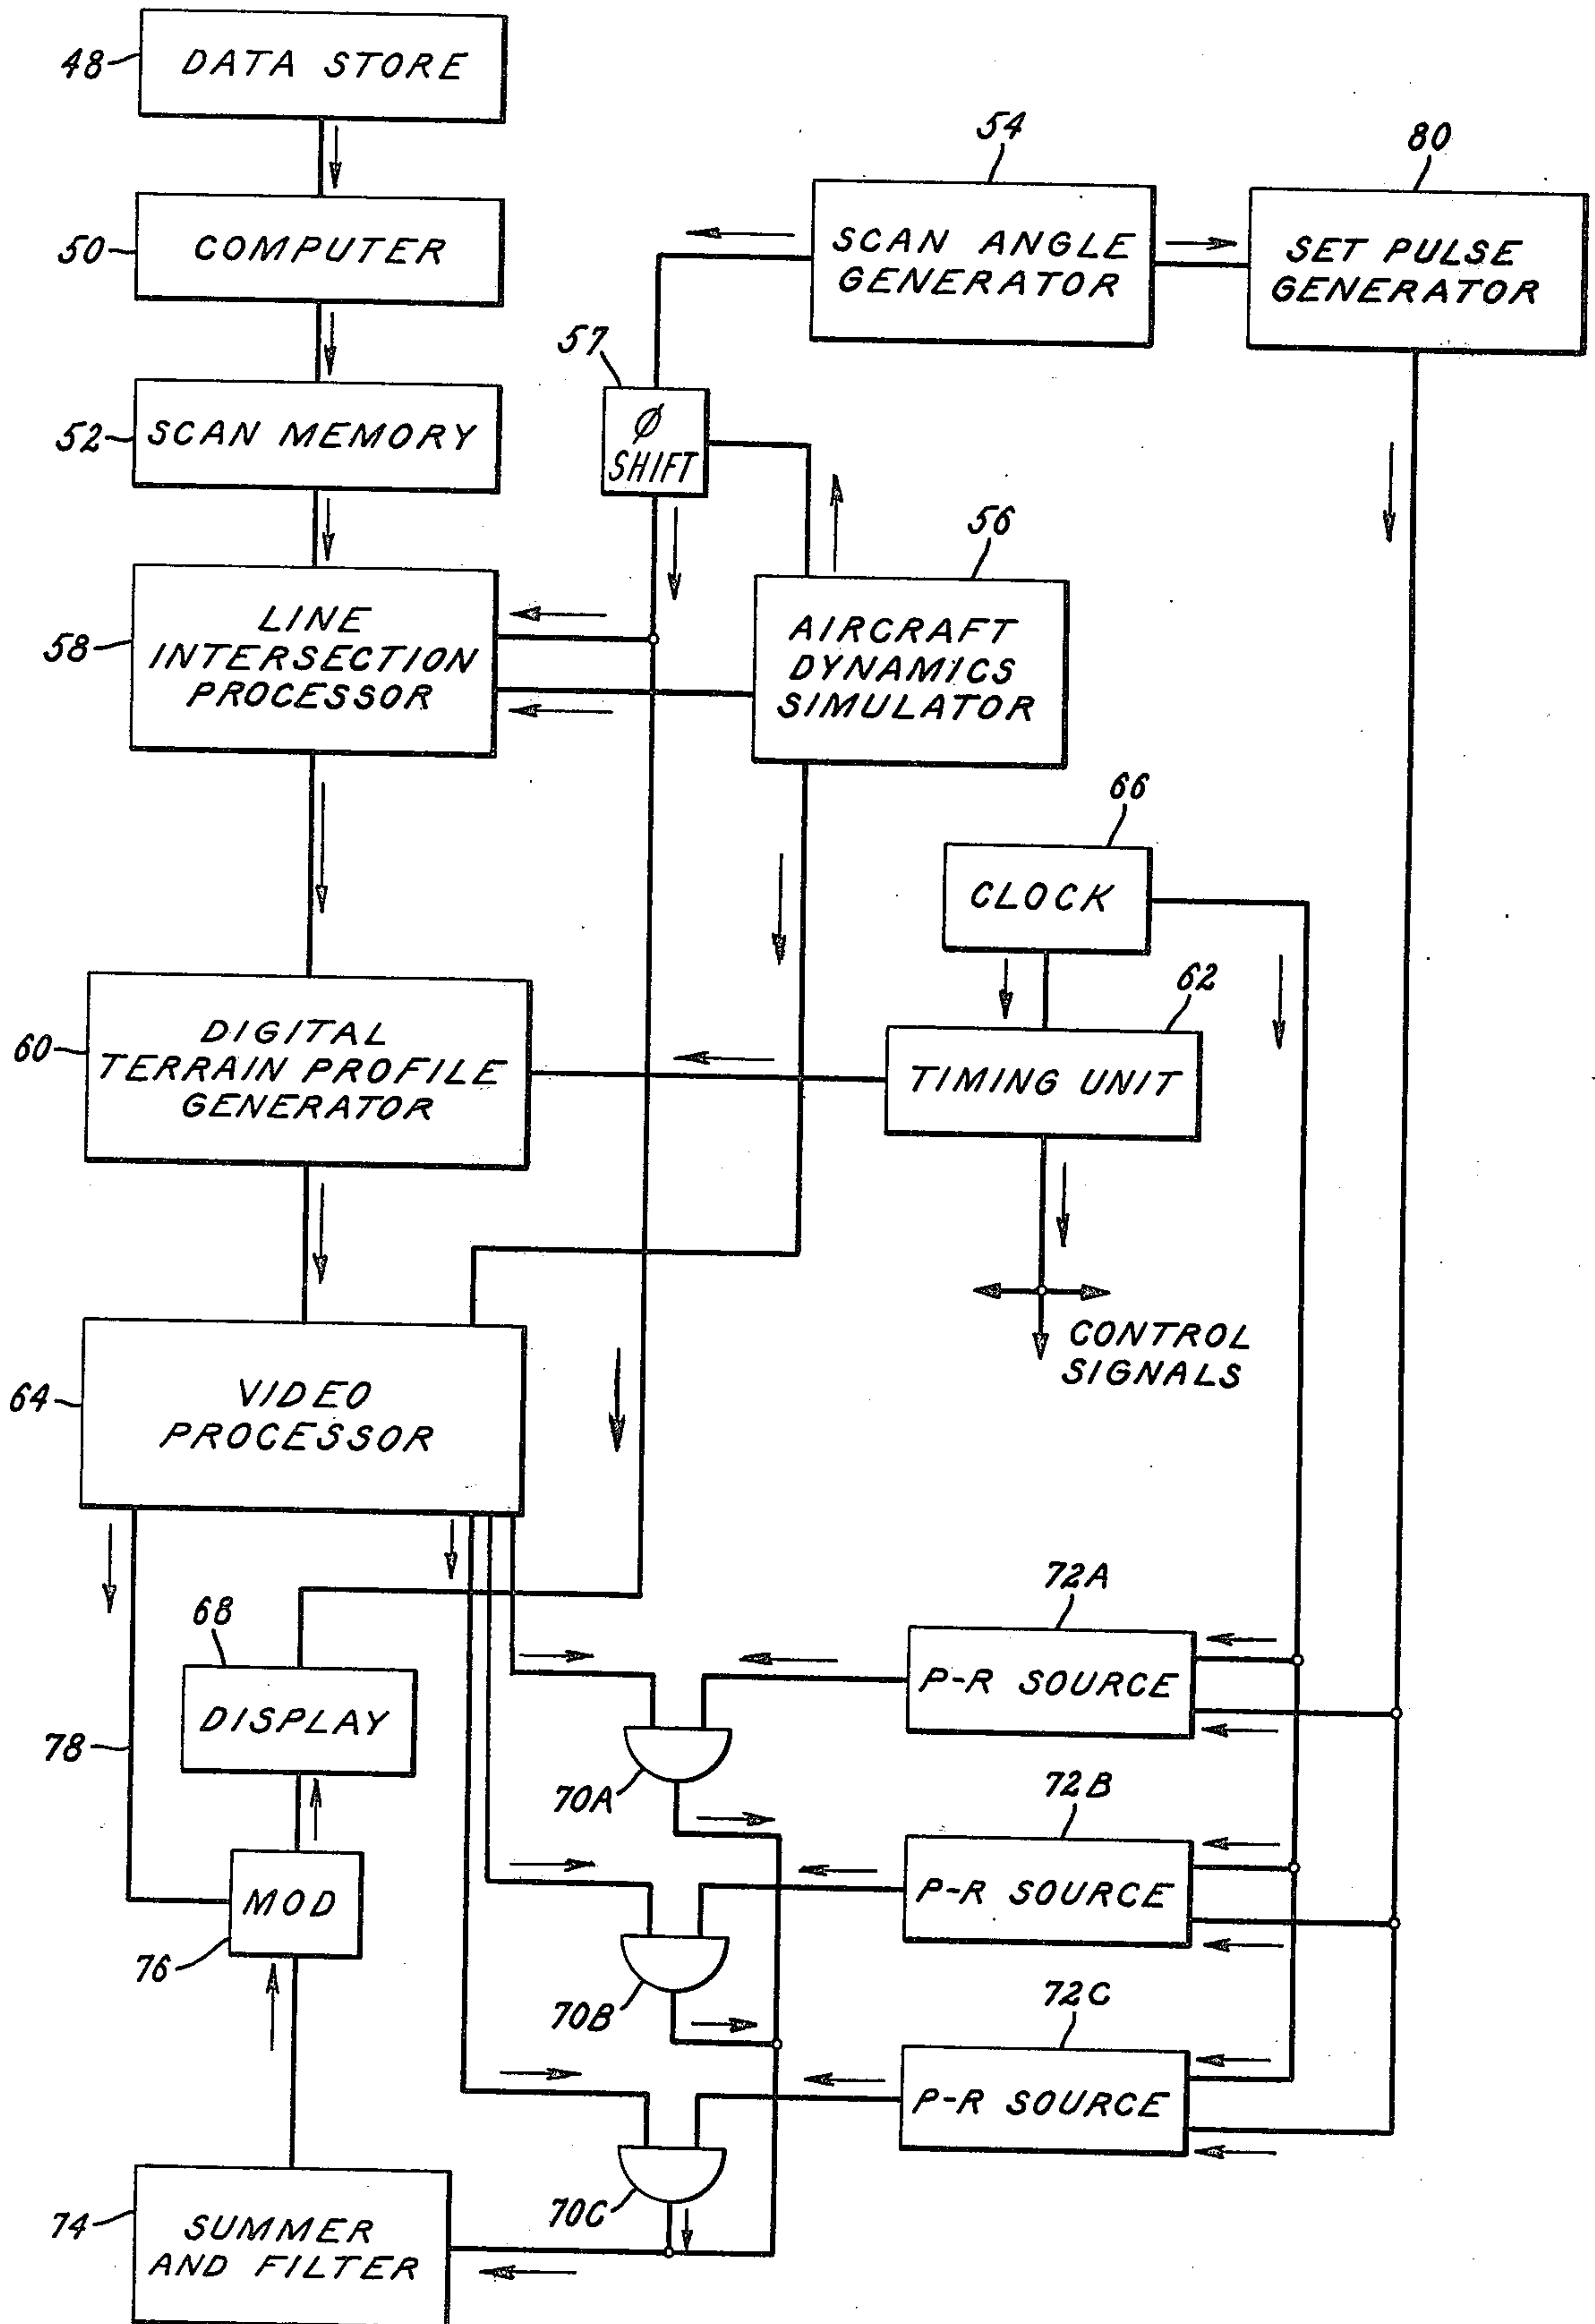 48
DATA STORE
54
80
50
COMPUTER
SCAN ANGLE
GENERATOR
SET PULSE
GENERATOR
57
52
SCAN MEMORY
Ø
SHIFT
56
58
LINE
INTERSECTION
PROCESSOR
AIRCRAFT
DYNAMICS
SIMULATOR
66
CLOCK
62
60
DIGITAL
TERRAIN PROFILE
GENERATOR
TIMING UNIT
CONTROL
SIGNALS
64
VIDEO
PROCESSOR
72A
68
P-R SOURCE
DISPLAY
78
70A
72B
MOD
P-R SOURCE
76
70B
72C
P-R SOURCE
70C
74
SUMMER
AND FILTER